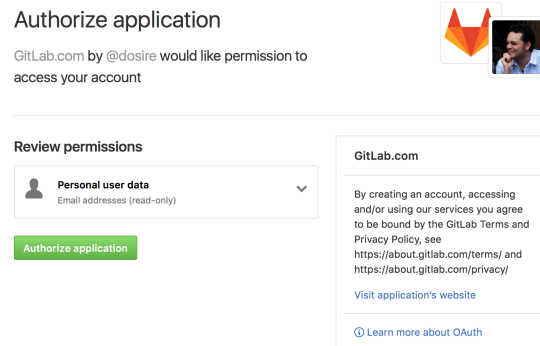 Authorize application
GitLab.com by @dosire would like permission to
access your account
Review permissions
Personal user data
Email addresses (read-only)
Authorize application
GitLab.com
By creating an account, accessing
and/or using our services you agree
to be bound by the GitLab Terms and
Privacy Policy, see
https://about.gitlab.com/terms/ and
https://about.gitlab.com/privacy/
Visit application's website
Learn more about OAuth